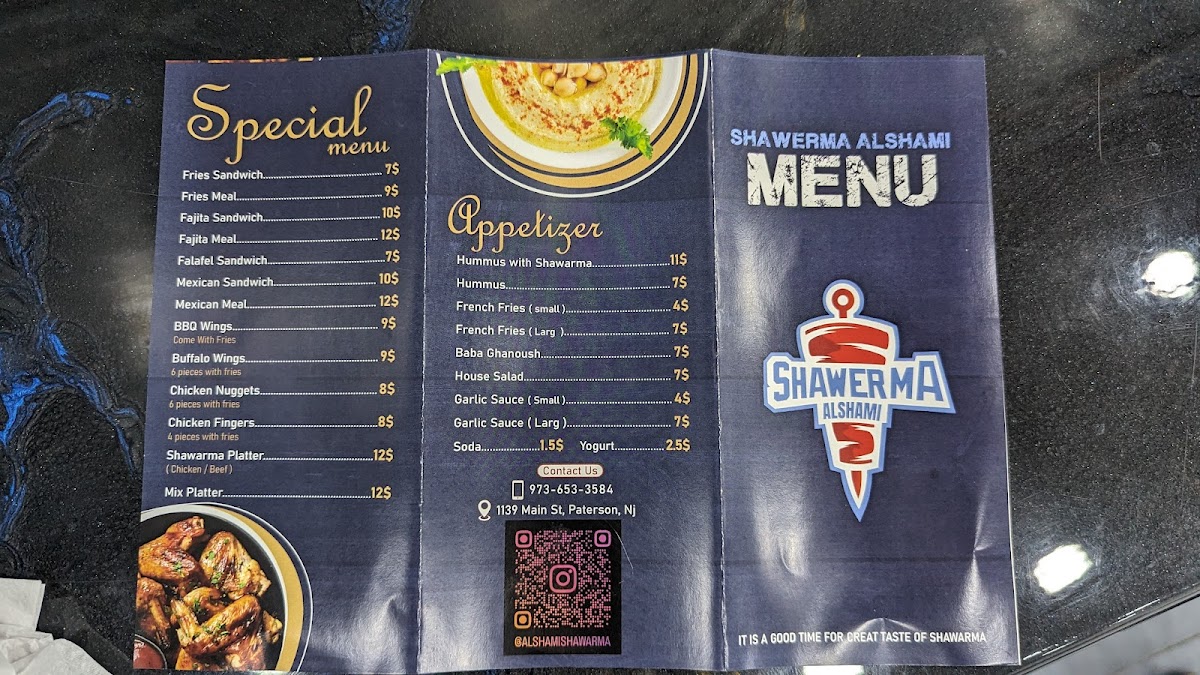 Special
menu
Fries Sandwich 7$
Fries Meal 9$
Fajita Sandwich 10$
Fajita Meal 12$
Falafel Sandwich 7$
Mexican Sandwich 10$
Mexican Meal 12$
BBQ Wings 9$
Come With Fries
Buffalo Wings 9$
6 pieces with fries
Chicken Nuggets 8$
6 pieces with fries
Chicken Fingers 8$
4 pieces with fries
Shawarma Platter 12$
( Chicken / Beef )
Mix Platter 12$
Appetizer
Hummus with Shawarma 11$
Hummus 7$
French Fries ( small ) 4$
French Fries ( Larg ) 7$
Baba Ghanoush 7$
House Salad 7$
Garlic Sauce ( Small ) 4$
Garlic Sauce ( Larg ) 7$
Soda 1.5$ Yogurt 2.5$
Contact Us
973-653-3584
1139 Main St, Paterson, Nj
@ALSHAMISHAWARMA
SHAWERMA ALSHAMI
MENU
SHAWERMA
ALSHAMI
IT IS A GOOD TIME FOR GREAT TASTE OF SHAWARMA